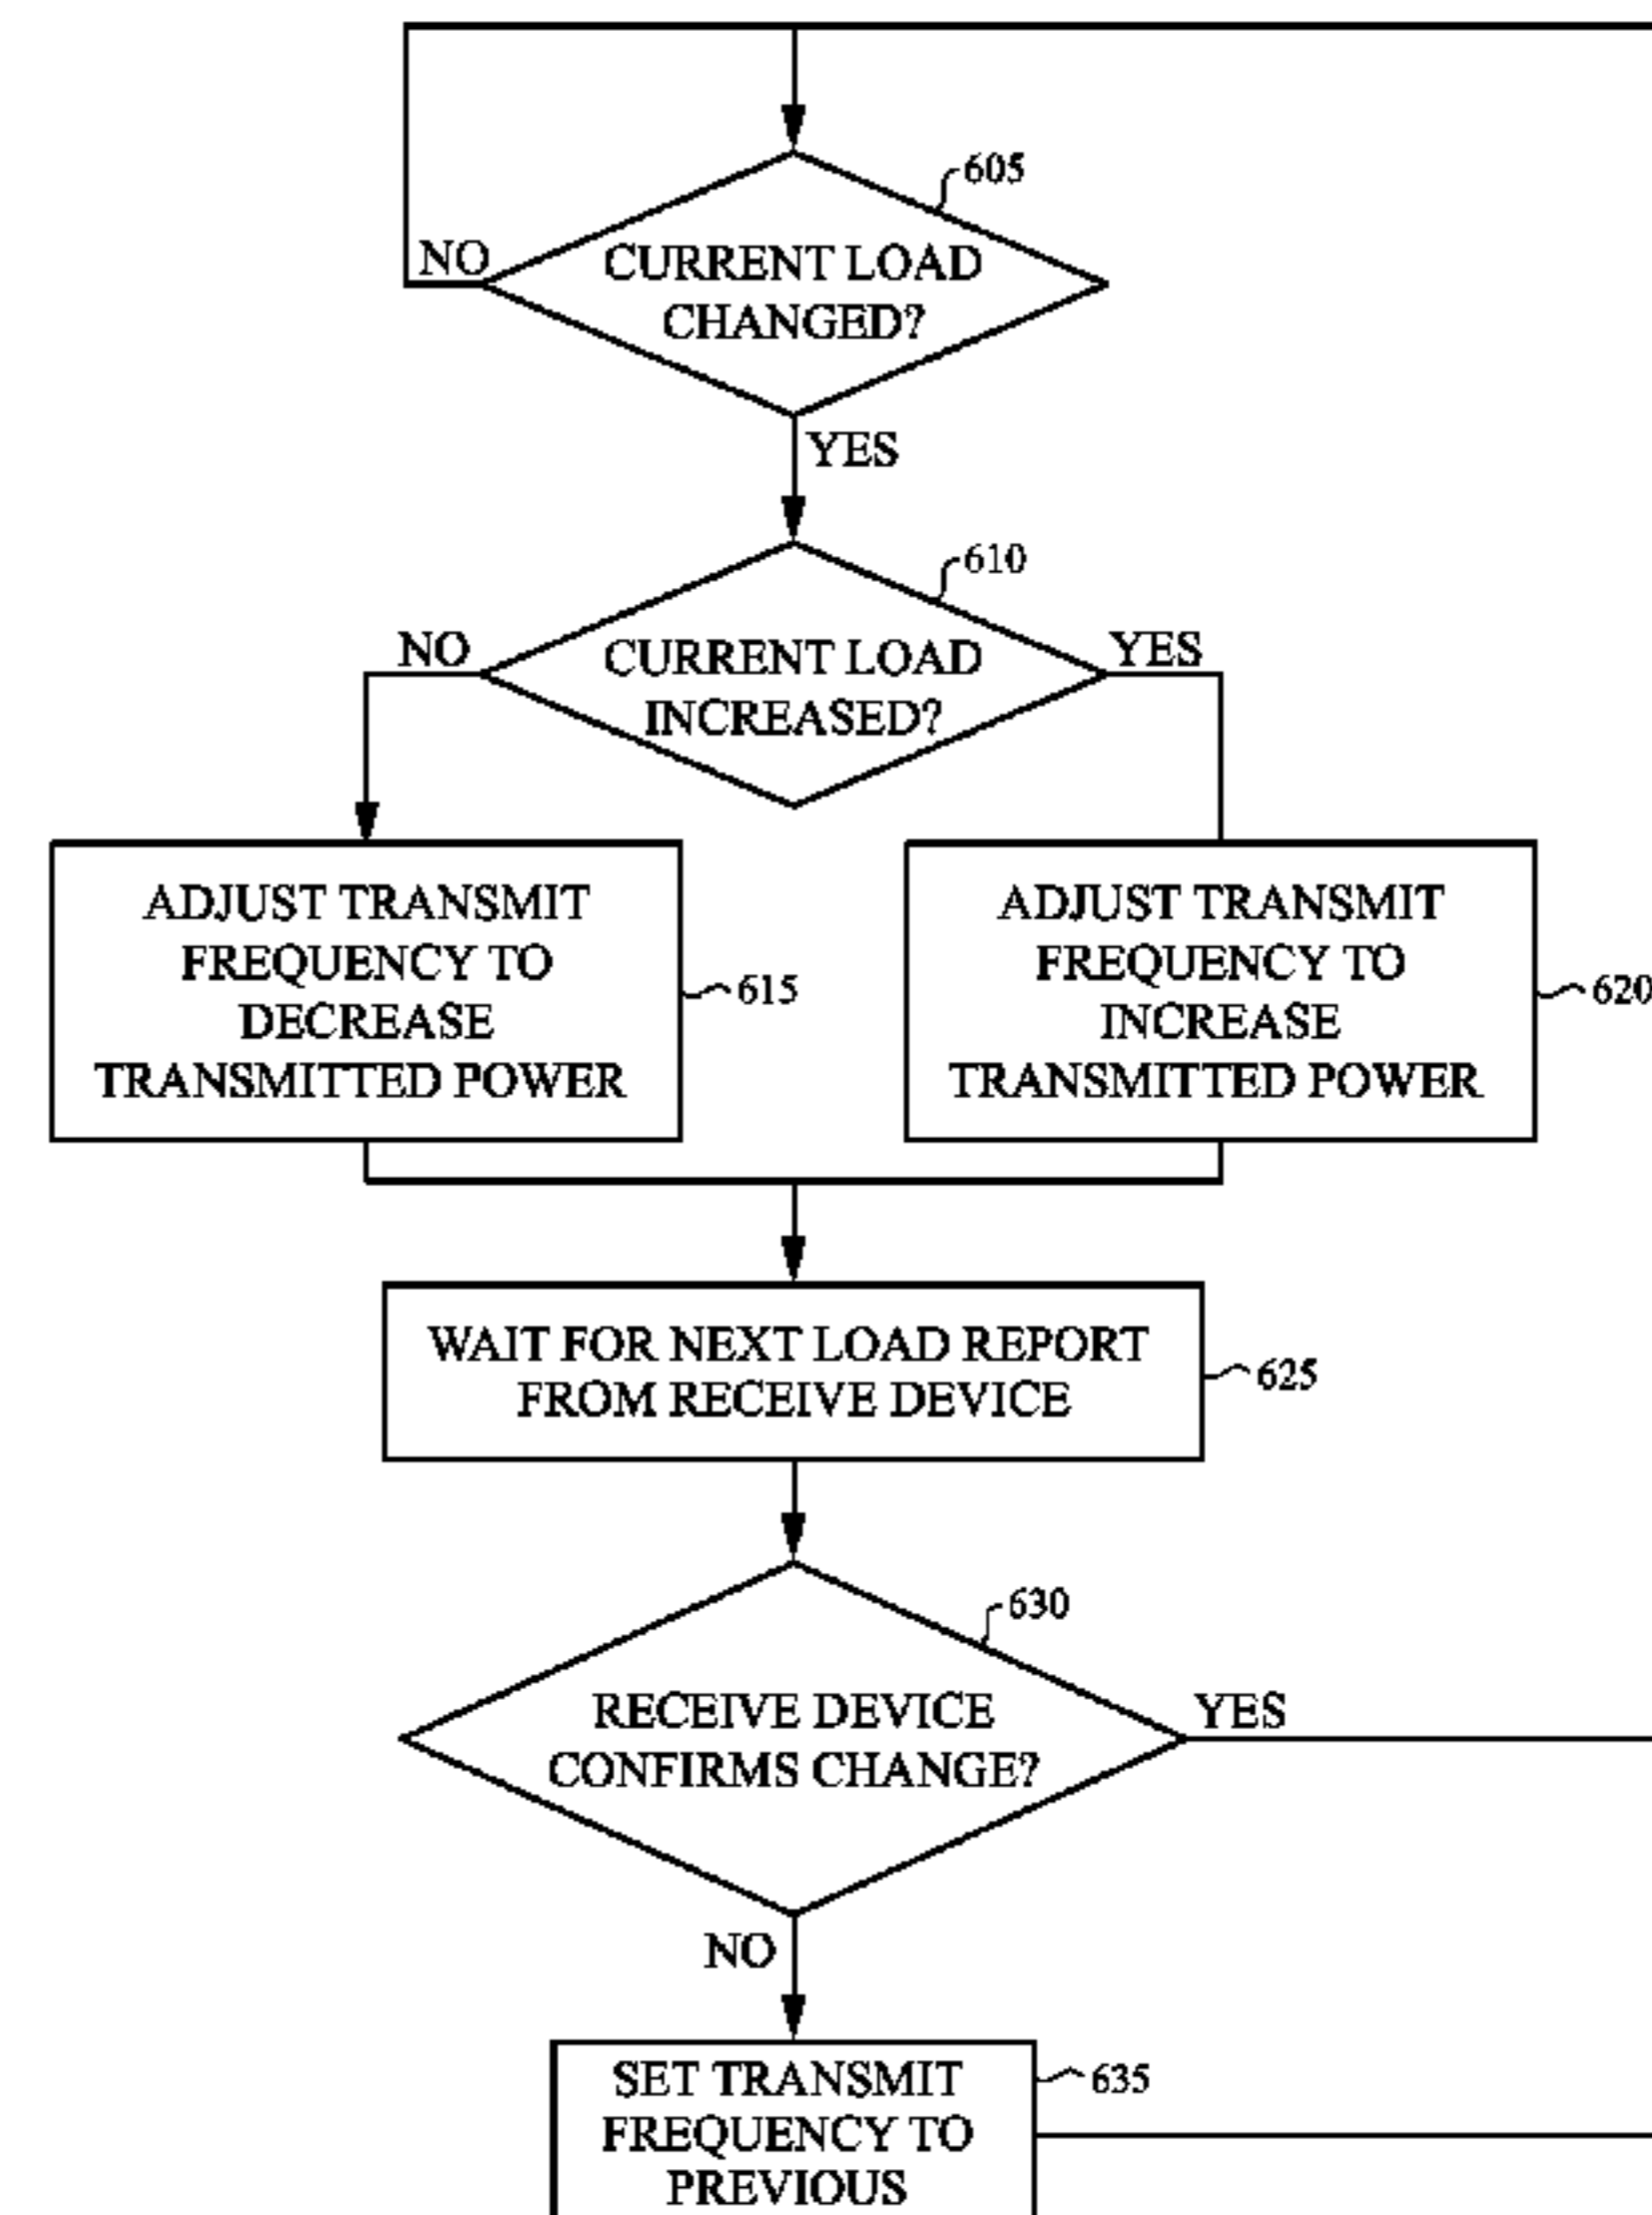 605
NO
CURRENT LOAD
CHANGED?
YES
610
NO
CURRENT LOAD
INCREASED?
YES
ADJUST TRANSMIT
FREQUENCY TO
DECREASE
TRANSMITTED POWER
615
ADJUST TRANSMIT
FREQUENCY TO
INCREASE
TRANSMITTED POWER
620
WAIT FOR NEXT LOAD REPORT
FROM RECEIVE DEVICE
625
630
RECEIVE DEVICE
CONFIRMS CHANGE?
YES
NO
SET TRANSMIT
FREQUENCY TO
PREVIOUS
635